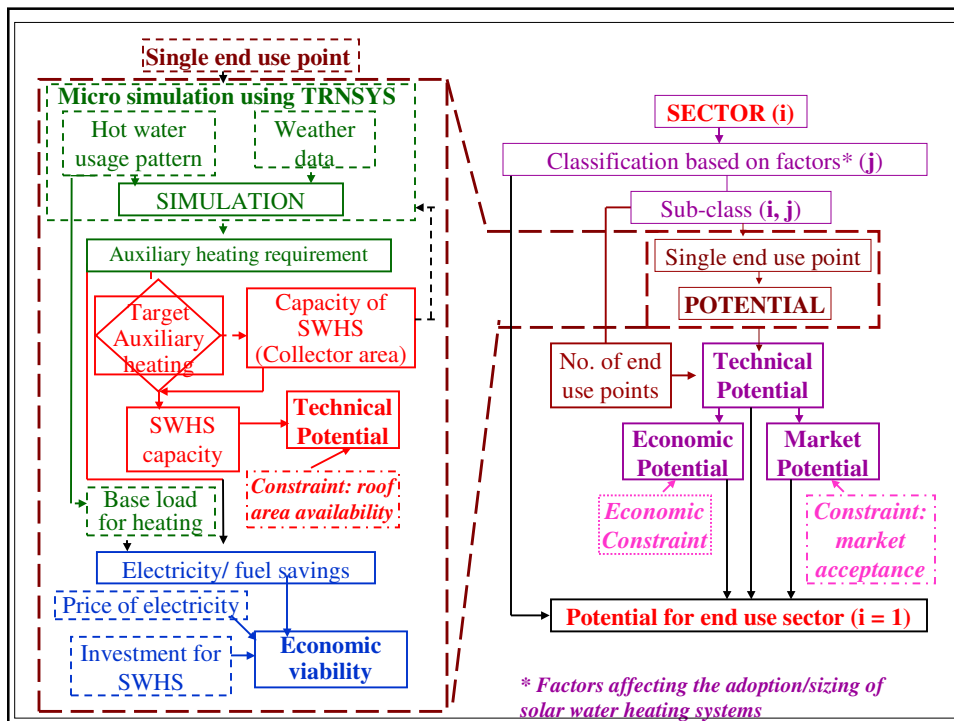 Single end use point
Micro simulation using TRNSYS
Hot water
usage pattern
Weather
data
SIMULATION
Auxiliary heating requirement
Target
Auxiliary
heating
Capacity of
SWHS
(Collector area)
SWHS
capacity
Technical
Potential
Constraint: roof
area availability
Base load
for heating
Electricity/ fuel savings
Price of electricity
Investment for
SWHS
Economic
viability
SECTOR (i)
Classification based on factors* (j)
Sub-class (i, j)
Single end use point
POTENTIAL
No. of end
use points
Technical
Potential
Economic
Potential
Market
Potential
Economic
Constraint
Constraint:
market
acceptance
Potential for end use sector (i = 1)
* Factors affecting the adoption/sizing of
solar water heating systems